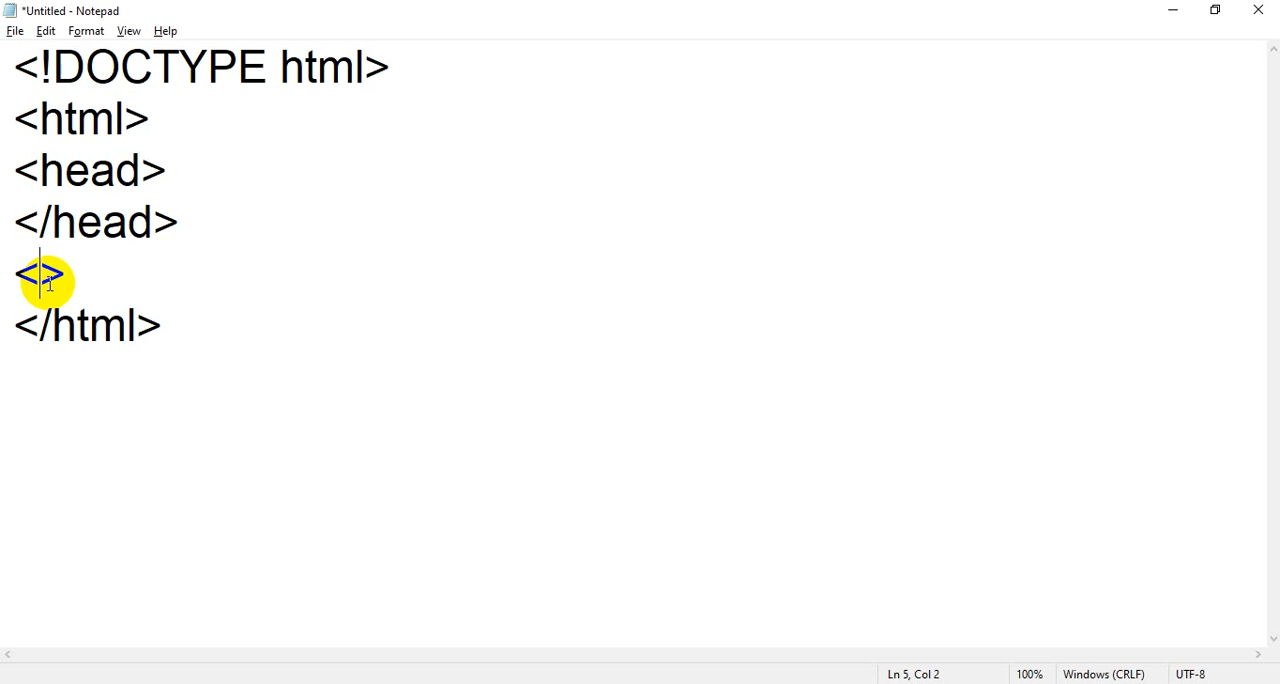 *Untitled - Notepad
File Edit Format View Help
<!DOCTYPE html>
<html>
<head>
</head>
<>
</html>
Ln 5, Col 2 100% Windows (CRLF) UTF-8